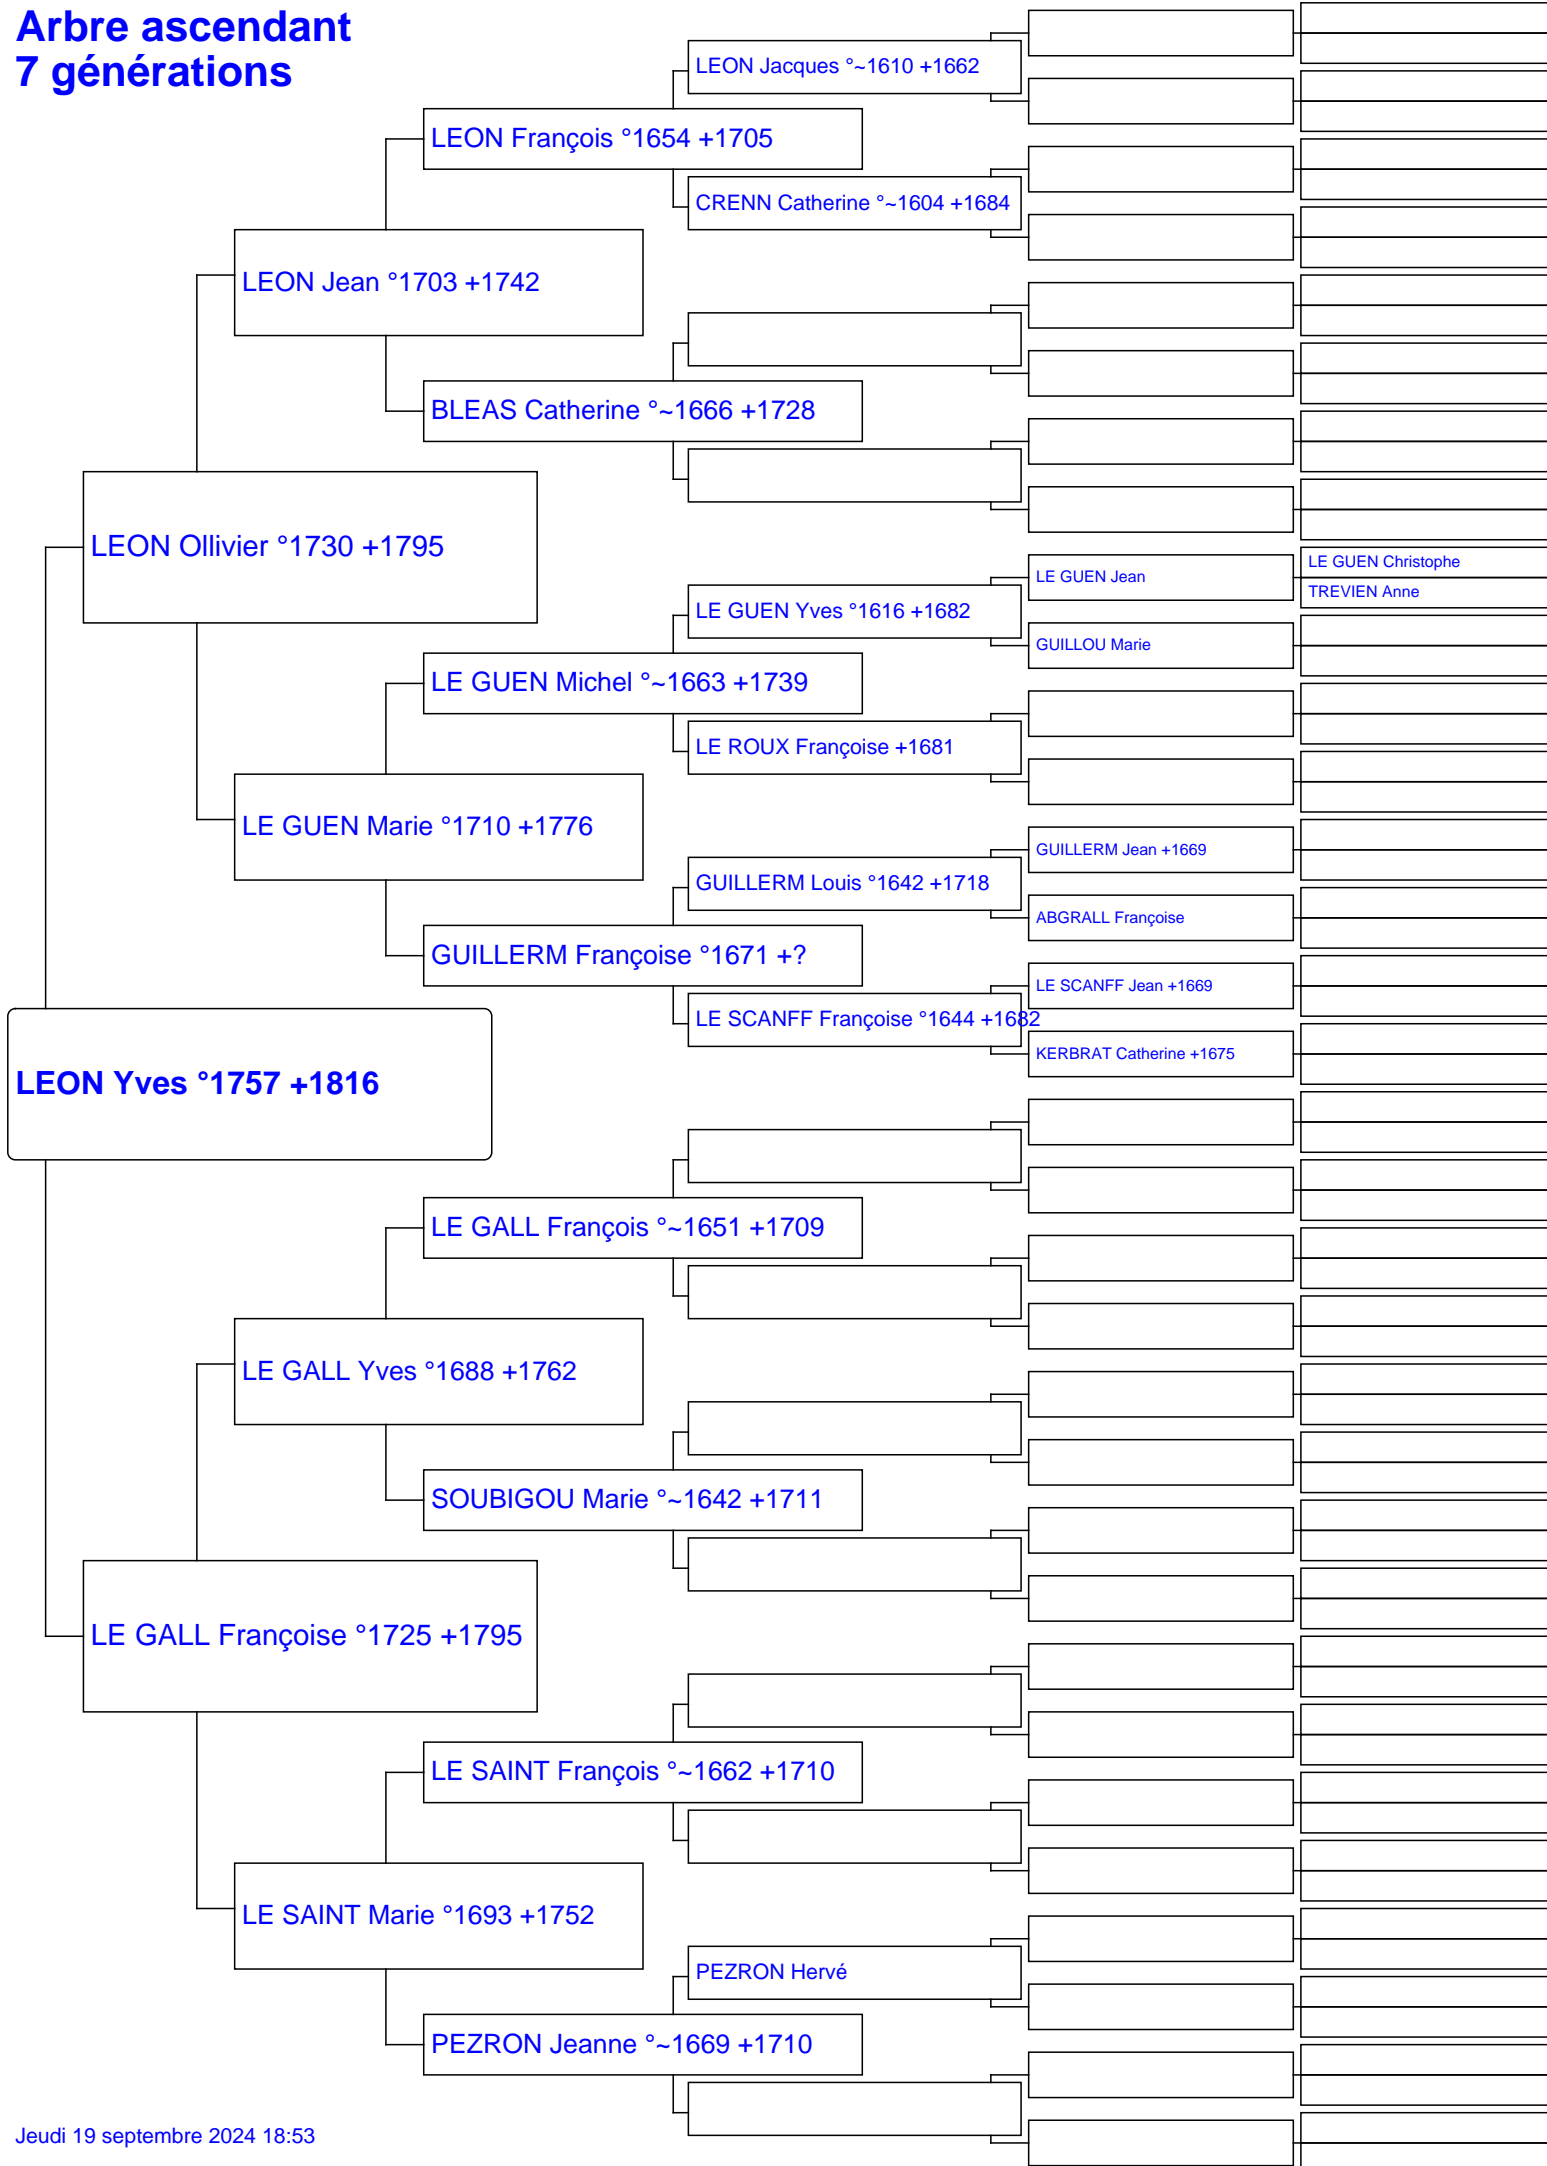 Arbre ascendant
7 générations
LEON Jacques °~1610 +1662
LEON François °1654 +1705
CRENN Catherine °~1604 +1684
LEON Jean °1703 +1742
BLEAS Catherine °~1666 +1728
LEON Ollivier °1730 +1795
LE GUEN Christophe
LE GUEN Jean
TREVIEN Anne
LE GUEN Yves °1616 +1682
GUILLOU Marie
LE GUEN Michel °~1663 +1739
LE ROUX Françoise +1681
LE GUEN Marie °1710 +1776
GUILLERM Jean +1669
GUILLERM Louis °1642 +1718
ABGRALL Françoise
GUILLERM Françoise °1671 +?
LE SCANFF Jean +1669
LE SCANFF Françoise °1644 +1682
KERBRAT Catherine +1675
LEON Yves °1757 +1816
LE GALL François °~1651 +1709
LE GALL Yves °1688 +1762
SOUBIGOU Marie °~1642 +1711
LE GALL Françoise °1725 +1795
LE SAINT François °~1662 +1710
LE SAINT Marie °1693 +1752
PEZRON Hervé
PEZRON Jeanne °~1669 +1710
Jeudi 19 septembre 2024 18:53